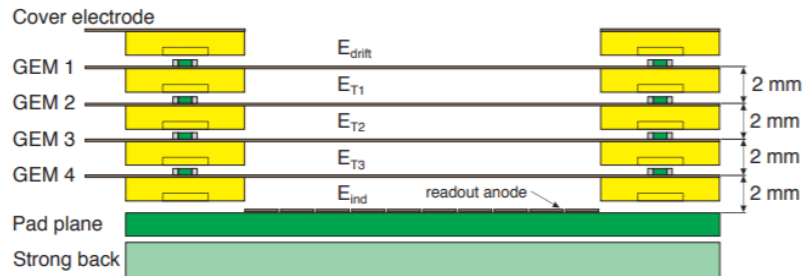 Cover electrode
E_drift
GEM 1
E_T1
2 mm
GEM 2
E_T2
2 mm
GEM 3
E_T3
2 mm
GEM 4
E_ind
readout anode
2 mm
Pad plane
Strong back